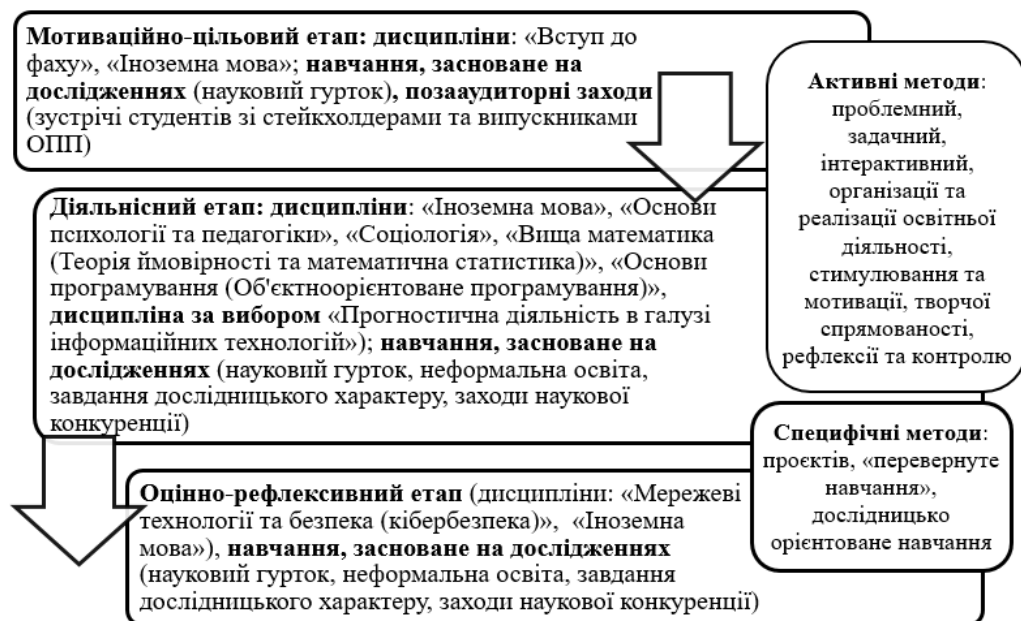 Мотиваційно-цільовий етап: дисципліни: «Вступ до
фаху», «Іноземна мова»; навчання, засноване на
дослідженнях (науковий гурток), позааудиторні заходи
(зустрічі студентів зі стейкхолдерами та випускниками
ОПП)
Активні методи:
проблемний,
задачний,
інтерактивний,
організації та
реалізації освітньої
діяльності,
стимулювання та
мотивації, творчої
спрямованості,
рефлексії та контролю
Діяльнісний етап: дисципліни: «Іноземна мова», «Основи
психології та педагогіки», «Соціологія», «Вища математика
(Теорія ймовірності та математична статистика)», «Основи
програмування (Об'єктноорієнтоване програмування)»,
дисципліна за вибором «Прогностична діяльність в галузі
інформаційних технологій»); навчання, засноване на
дослідженнях (науковий гурток, неформальна освіта,
завдання дослідницького характеру, заходи наукової
конкуренції)
Специфічні методи:
проєктів, «перевернуте
навчання»,
дослідницько
орієнтоване навчання
Оцінно-рефлексивний етап (дисципліни: «Мережеві
технології та безпека (кібербезпека)», «Іноземна
мова»), навчання, засноване на дослідженнях
(науковий гурток, неформальна освіта, завдання
дослідницького характеру, заходи наукової конкуренції)